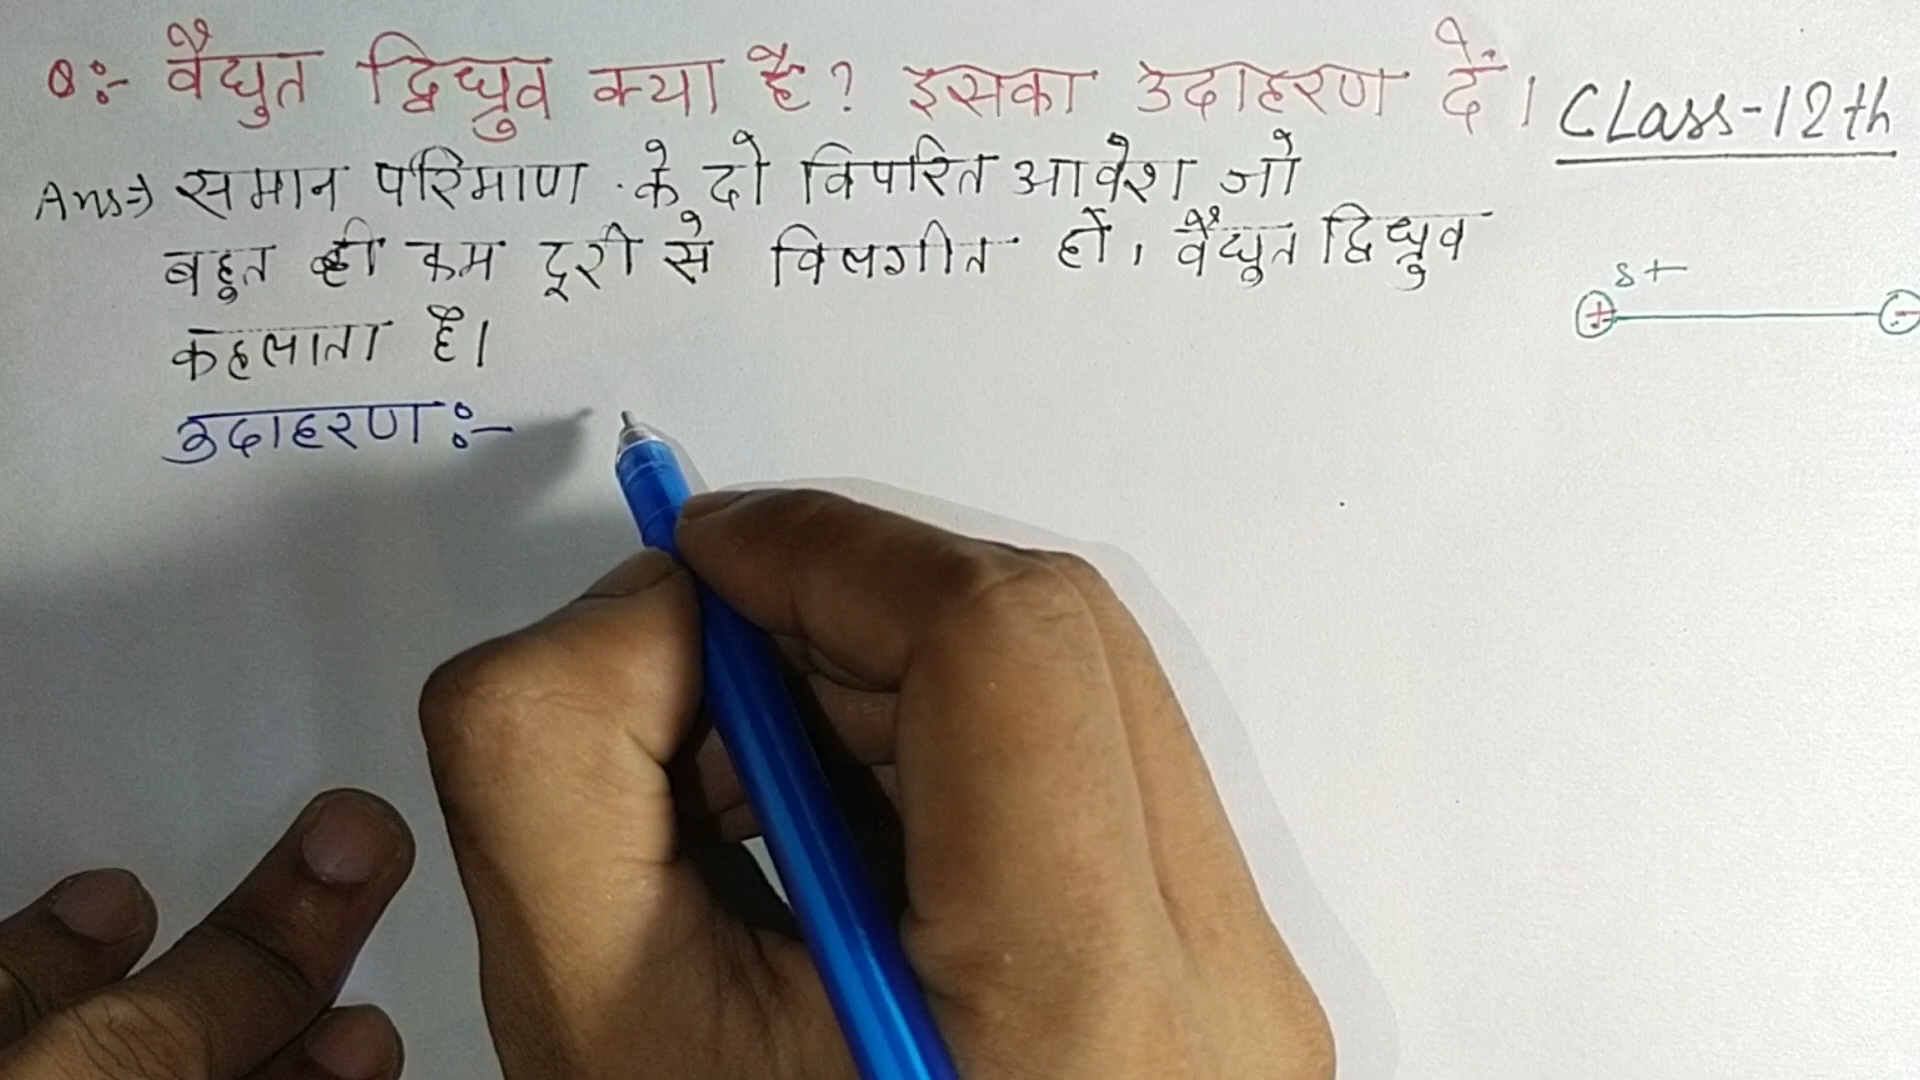 Q:- वैद्युत द्विध्रुव क्या है? इसका उदाहरण दें।
CLass-12th
Ans→ समान परिमाण के दो विपरित आवेश जो
बहुत ही कम दूरी से विलगीत हों, वैद्युत द्विध्रुव
कहलाता है।
उदाहरण :-
δ+
+ -